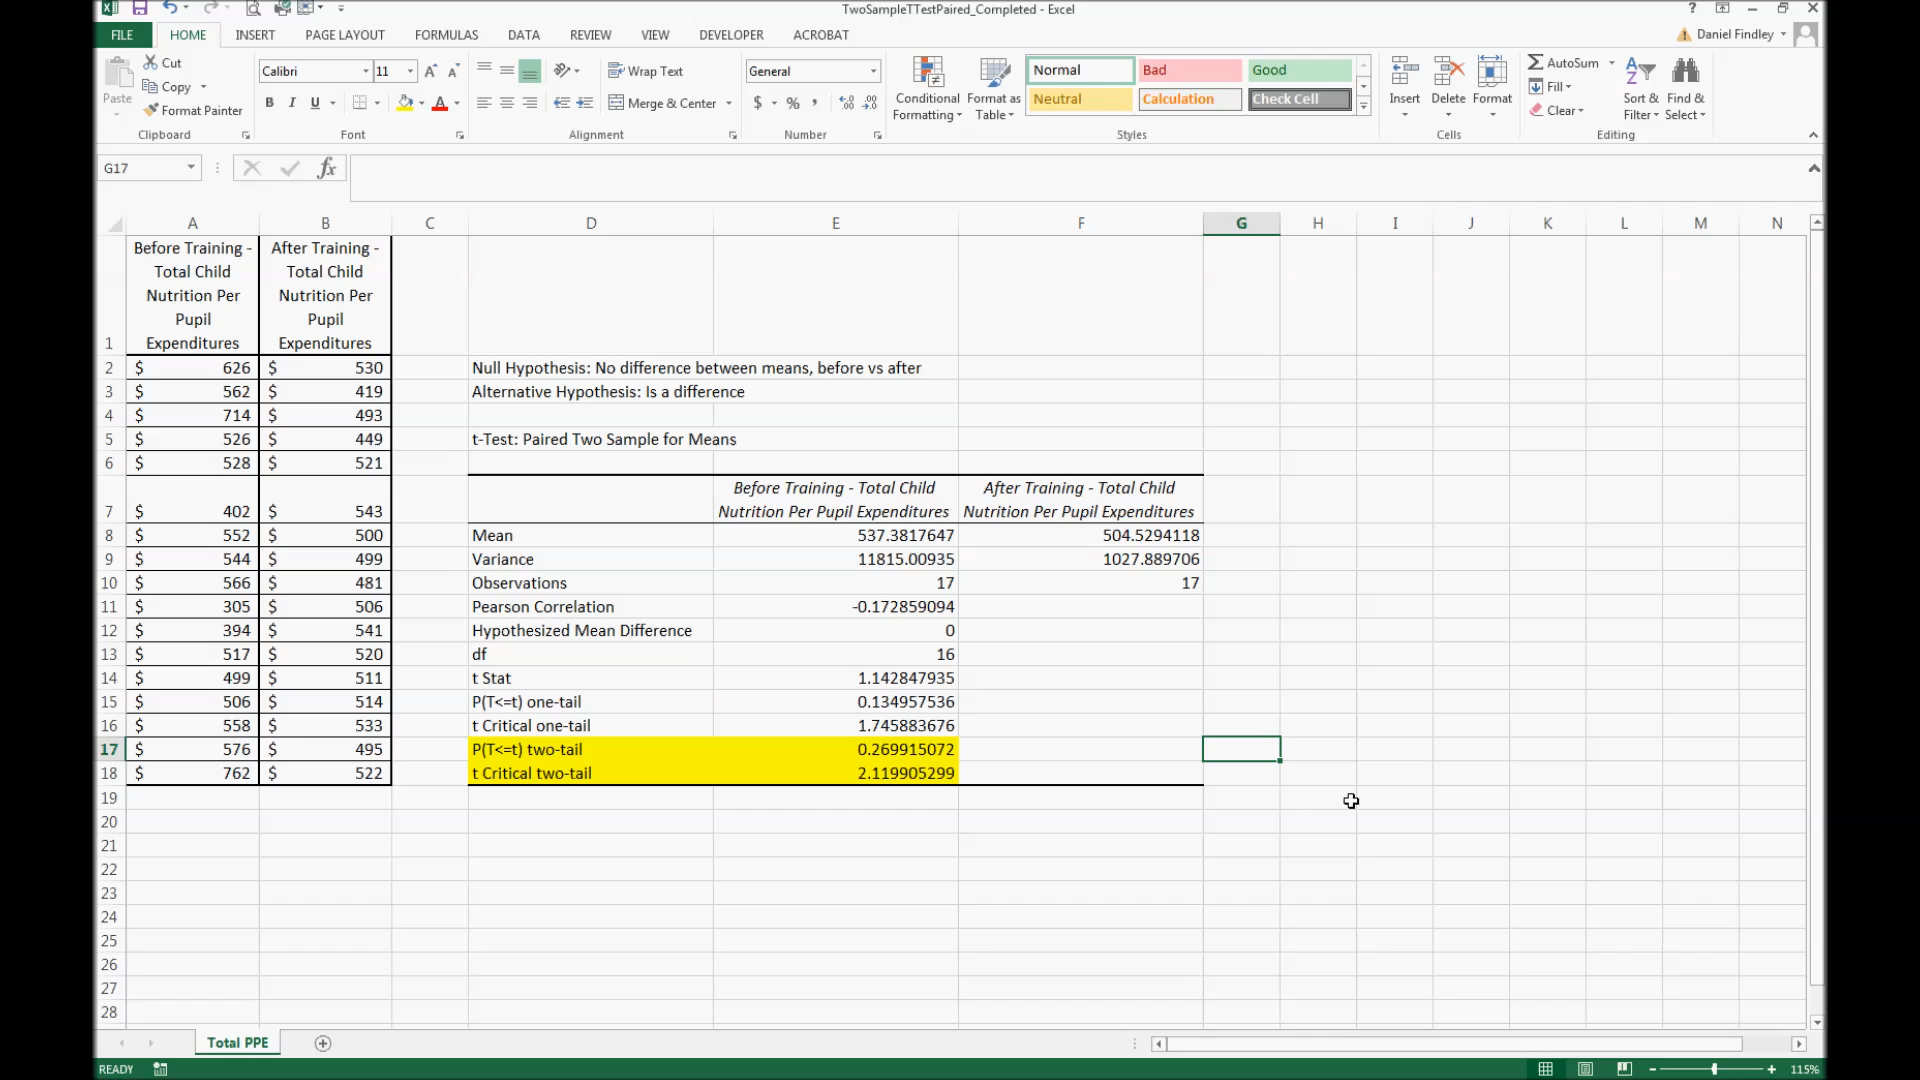 TwoSampleTTestPaired_Completed - Excel
FILE HOME INSERT PAGE LAYOUT FORMULAS DATA REVIEW VIEW DEVELOPER ACROBAT Daniel Findley
Paste Cut Copy Format Painter Clipboard
Calibri 11 B I U Font
Wrap Text Merge & Center Alignment
General $ % , Number
Conditional Formatting Format as Table
Normal Bad Good
Neutral Calculation Check Cell
Styles
Insert Delete Format Cells
AutoSum Fill Clear Sort & Filter Find & Select Editing
G17 fx
A B C D E F G H I J K L M N
1 Before Training - Total Child Nutrition Per Pupil Expenditures After Training - Total Child Nutrition Per Pupil Expenditures
2 $ 626 $ 530 Null Hypothesis: No difference between means, before vs after
3 $ 562 $ 419 Alternative Hypothesis: Is a difference
4 $ 714 $ 493
5 $ 526 $ 449 t-Test: Paired Two Sample for Means
6 $ 528 $ 521
7 $ 402 $ 543 Before Training - Total Child Nutrition Per Pupil Expenditures After Training - Total Child Nutrition Per Pupil Expenditures
8 $ 552 $ 500 Mean 537.3817647 504.5294118
9 $ 544 $ 499 Variance 11815.00935 1027.889706
10 $ 566 $ 481 Observations 17 17
11 $ 305 $ 506 Pearson Correlation -0.172859094
12 $ 394 $ 541 Hypothesized Mean Difference 0
13 $ 517 $ 520 df 16
14 $ 499 $ 511 t Stat 1.142847935
15 $ 506 $ 514 P(T<=t) one-tail 0.134957536
16 $ 558 $ 533 t Critical one-tail 1.745883676
17 $ 576 $ 495 P(T<=t) two-tail 0.269915072
18 $ 762 $ 522 t Critical two-tail 2.119905299
19
20
21
22
23
24
25
26
27
28
Total PPE
READY 115%